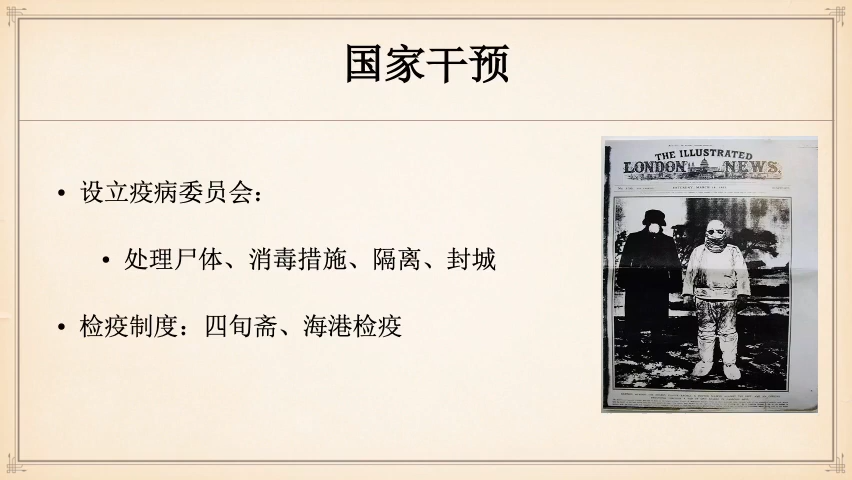 国家干预
• 设立疫病委员会：
• 处理尸体、消毒措施、隔离、封城
• 检疫制度：四旬斋、海港检疫
THE ILLUSTRATED
LONDON NEWS.